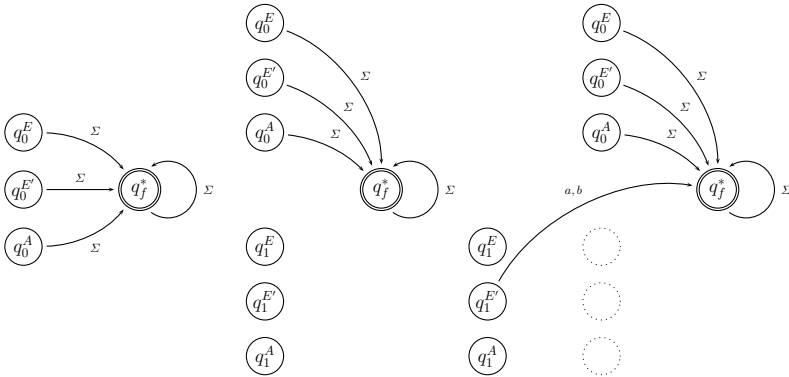 q_0^E
Σ
q_0^{E'}
Σ
q_0^A
Σ
q_f^*
Σ
q_0^E
Σ
q_0^{E'}
Σ
q_0^A
Σ
q_f^*
Σ
q_1^E
q_1^{E'}
q_1^A
q_0^E
Σ
q_0^{E'}
Σ
q_0^A
Σ
q_f^*
Σ
a, b
q_1^E
q_1^{E'}
q_1^A